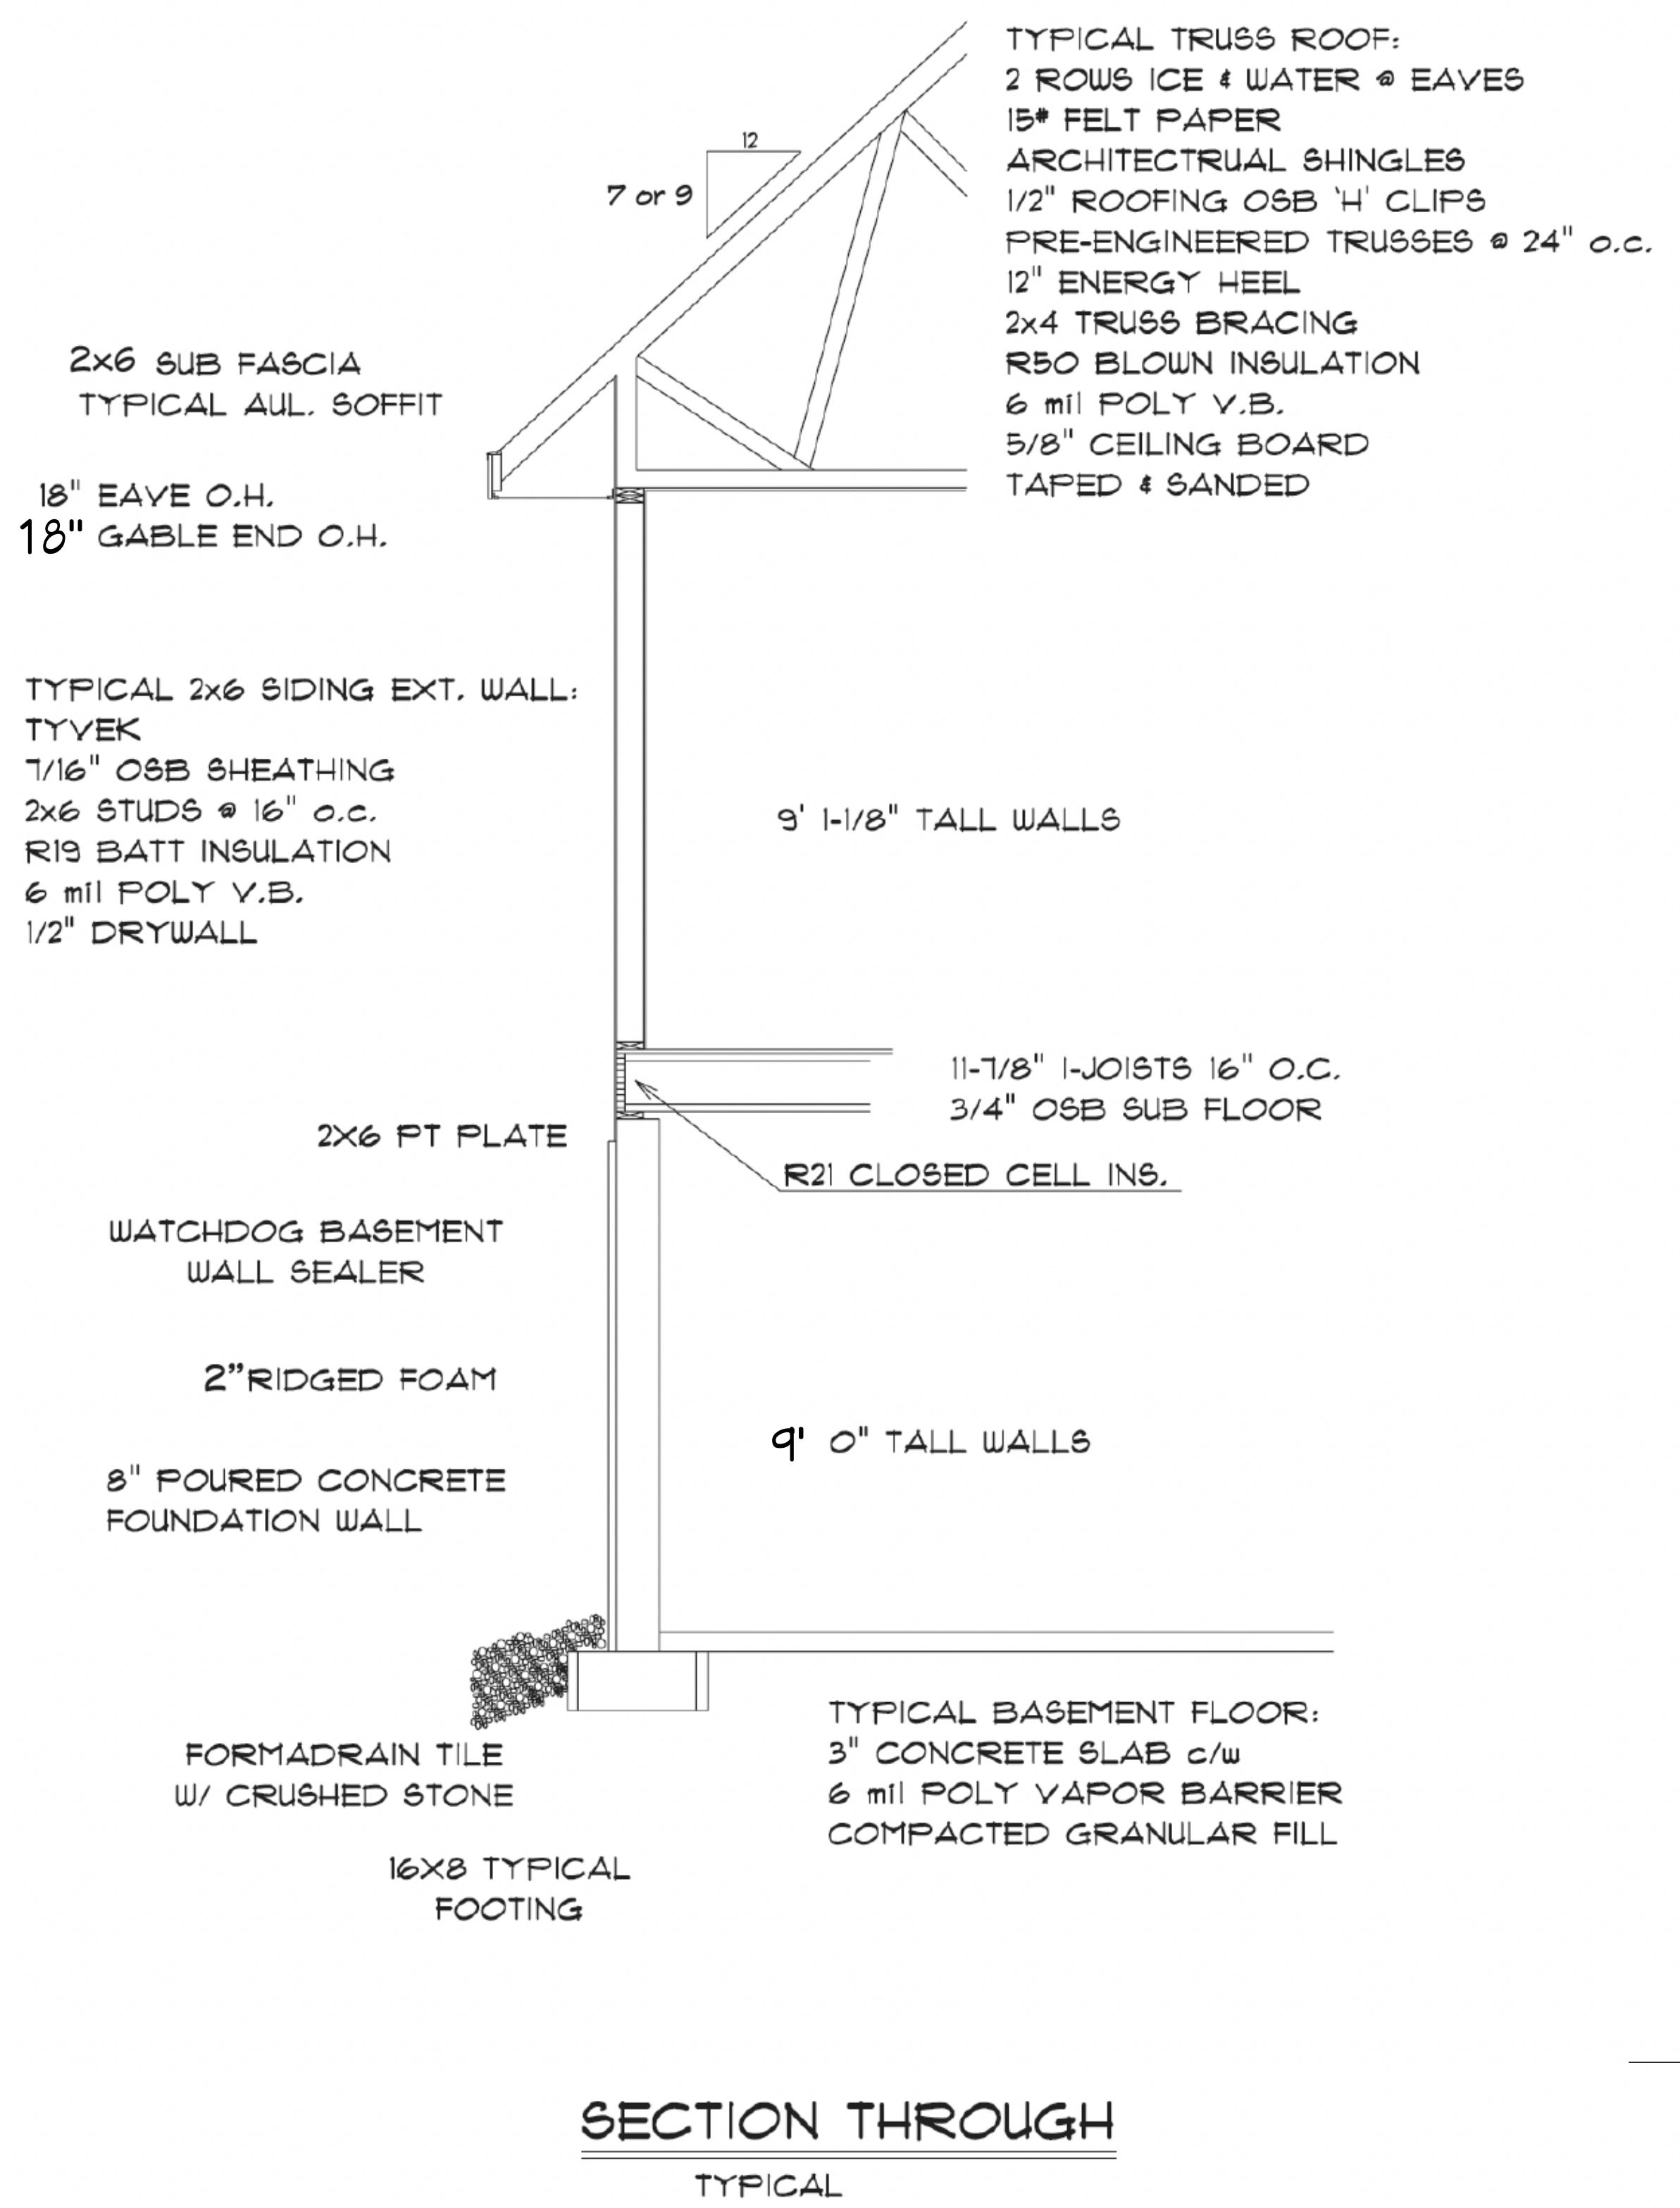 TYPICAL TRUSS ROOF:
2 ROWS ICE & WATER @ EAVES
15# FELT PAPER
ARCHITECTRUAL SHINGLES
1/2" ROOFING OSB 'H' CLIPS
PRE-ENGINEERED TRUSSES @ 24" o.c.
12" ENERGY HEEL
2x4 TRUSS BRACING
R50 BLOWN INSULATION
6 mil POLY V.B.
5/8" CEILING BOARD
TAPED & SANDED
12
7 or 9
2x6 SUB FASCIA
TYPICAL AUL. SOFFIT
18" EAVE O.H.
18" GABLE END O.H.
TYPICAL 2x6 SIDING EXT. WALL:
TYVEK
7/16" OSB SHEATHING
2x6 STUDS @ 16" o.c.
R19 BATT INSULATION
6 mil POLY V.B.
1/2" DRYWALL
9' 1-1/8" TALL WALLS
11-7/8" I-JOISTS 16" O.C.
3/4" OSB SUB FLOOR
2X6 PT PLATE
R21 CLOSED CELL INS.
WATCHDOG BASEMENT
WALL SEALER
2”RIDGED FOAM
9' 0" TALL WALLS
8" POURED CONCRETE
FOUNDATION WALL
TYPICAL BASEMENT FLOOR:
3" CONCRETE SLAB c/w
6 mil POLY VAPOR BARRIER
COMPACTED GRANULAR FILL
FORMADRAIN TILE
W/ CRUSHED STONE
16X8 TYPICAL
FOOTING
SECTION THROUGH
TYPICAL